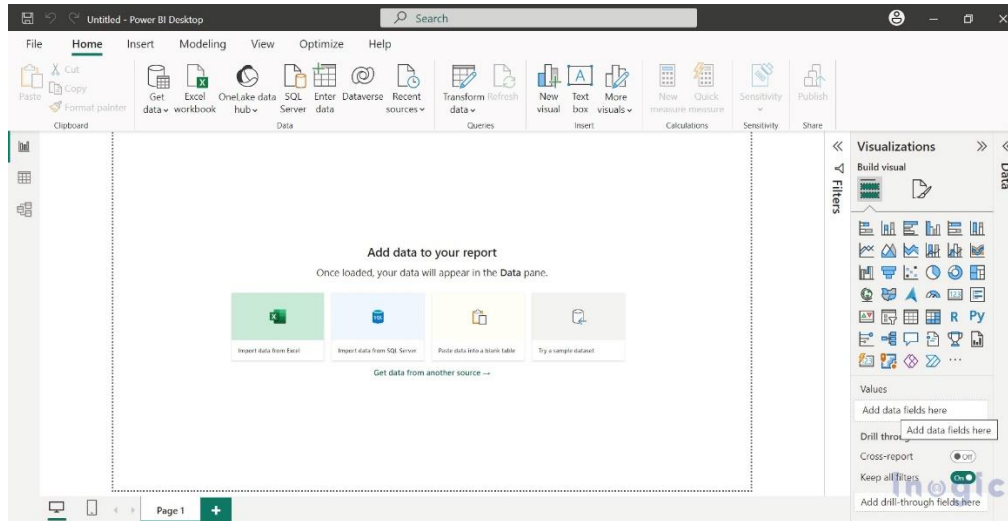 Untitled - Power BI Desktop
Search
File Home Insert Modeling View Optimize Help
Paste
Cut
Copy
Format painter
Get data
Excel workbook
OneLake data hub
SQL Server
Enter data
Dataverse
Recent sources
Transform data
Refresh
New visual
Text box
More visuals
New measure
Quick measure
Sensitivity
Publish
Clipboard Data Queries Insert Calculations Sensitivity Share
Filters
Visualizations
Data
Build visual
123
R Py
Add data to your report
Once loaded, your data will appear in the Data pane.
Import data from Excel
Import data from SQL Server
Paste data into a blank table
Try a sample dataset
Get data from another source →
Values
Add data fields here
Add data fields here
Drill
Cross-report Off
Keep all filters On
Add drill-through fields here
Inogic
Page 1